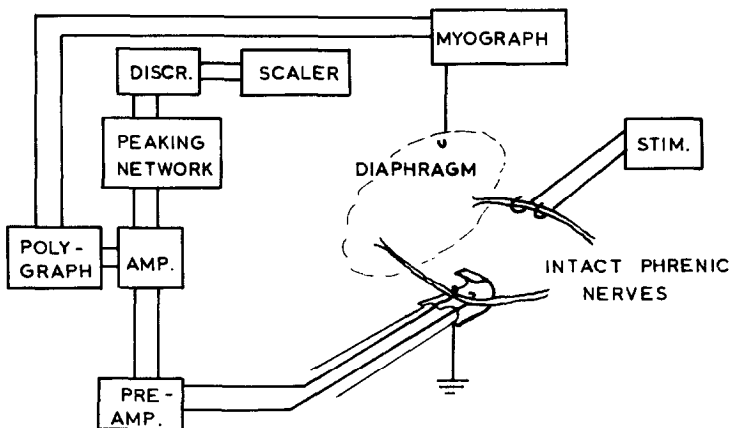 MYOGRAPH
DISCR.
SCALER
PEAKING
NETWORK
DIAPHRAGM
STIM.
POLY-
GRAPH
AMP.
INTACT PHRENIC
NERVES
PRE-
AMP.